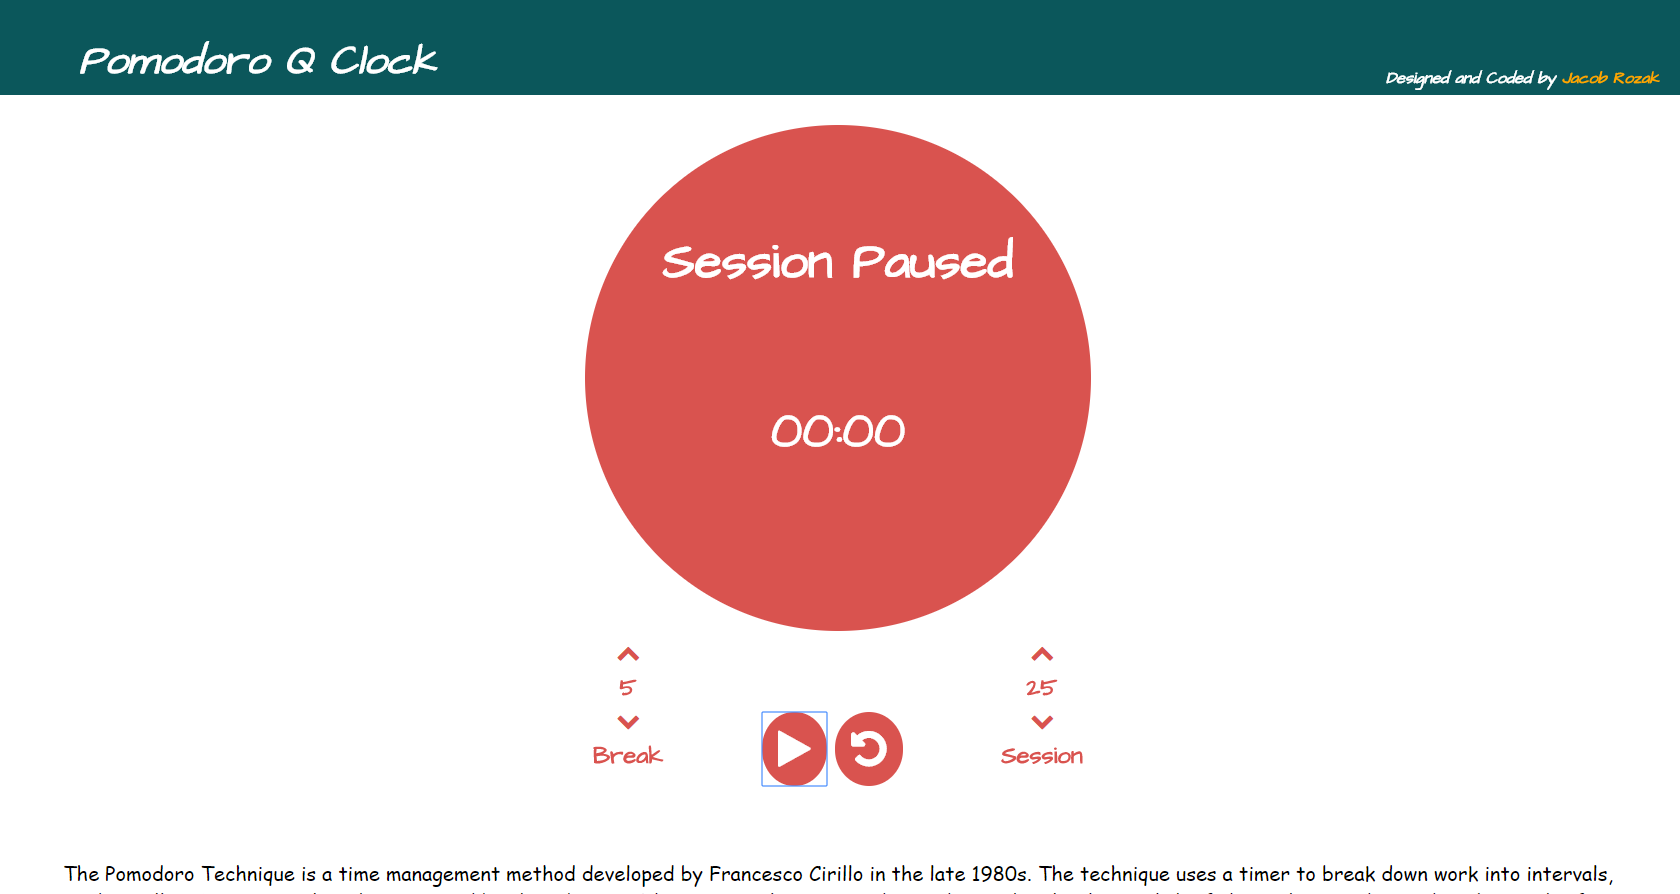 Pomodoro Q Clock
Designed and Coded by Jacob Rozak
Session Paused
00:00
5
Break
25
Session
The Pomodoro Technique is a time management method developed by Francesco Cirillo in the late 1980s. The technique uses a timer to break down work into intervals,